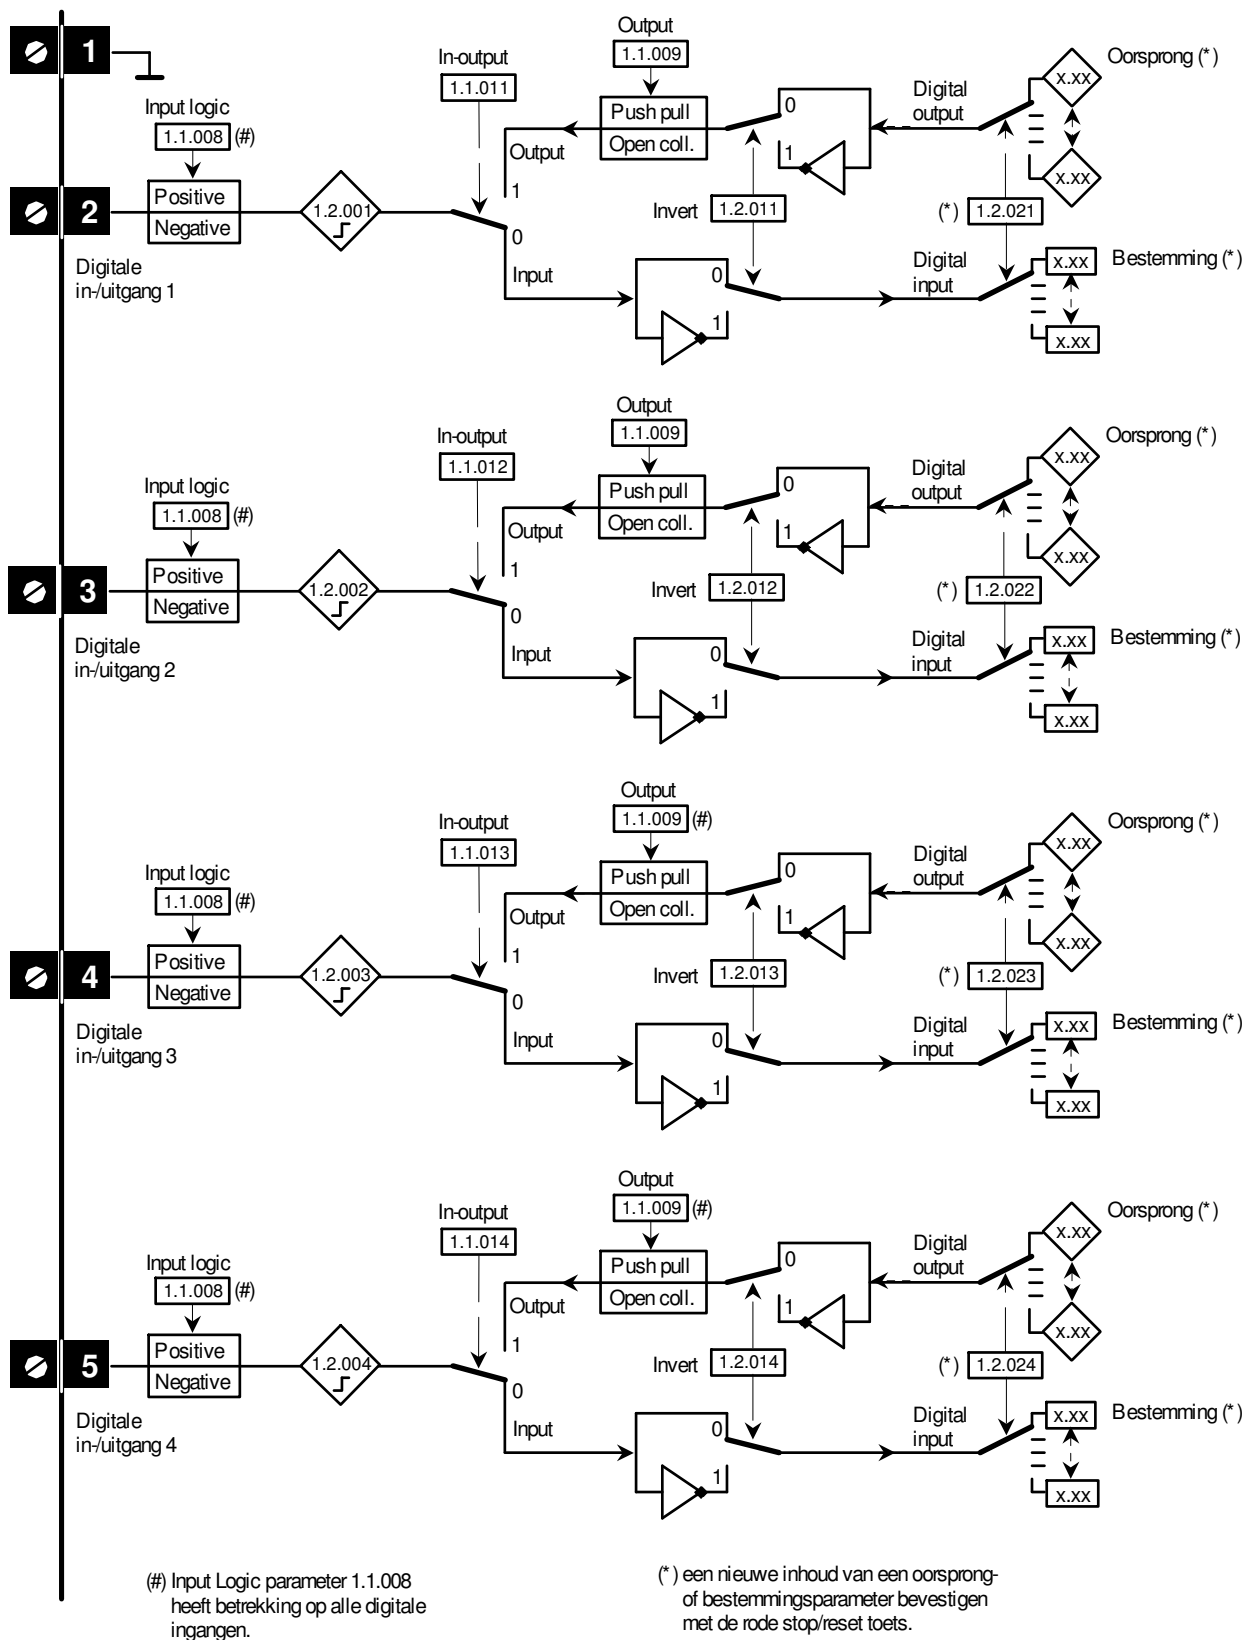 1
Input logic
1.1.008 (#)
In-output
1.1.011
Output
1.1.009
Push pull
Open coll.
0
1
Digital
output
x.xx
x.xx
Oorsprong (*)
2
Positive
Negative
1.2.001
Output
1
0
Input
Invert 1.2.011
(*) 1.2.021
Digitale
in-/uitgang 1
0
1
Digital
input
x.xx
x.xx
Bestemming (*)
Input logic
1.1.008 (#)
In-output
1.1.012
Output
1.1.009
Push pull
Open coll.
0
1
Digital
output
x.xx
x.xx
Oorsprong (*)
3
Positive
Negative
1.2.002
Output
1
0
Input
Invert 1.2.012
(*) 1.2.022
Digitale
in-/uitgang 2
0
1
Digital
input
x.xx
x.xx
Bestemming (*)
Input logic
1.1.008 (#)
In-output
1.1.013
Output
1.1.009 (#)
Push pull
Open coll.
0
1
Digital
output
x.xx
x.xx
Oorsprong (*)
4
Positive
Negative
1.2.003
Output
1
0
Input
Invert 1.2.013
(*) 1.2.023
Digitale
in-/uitgang 3
0
1
Digital
input
x.xx
x.xx
Bestemming (*)
Input logic
1.1.008 (#)
In-output
1.1.014
Output
1.1.009 (#)
Push pull
Open coll.
0
1
Digital
output
x.xx
x.xx
Oorsprong (*)
5
Positive
Negative
1.2.004
Output
1
0
Input
Invert 1.2.014
(*) 1.2.024
Digitale
in-/uitgang 4
0
1
Digital
input
x.xx
x.xx
Bestemming (*)
(#) Input Logic parameter 1.1.008
heeft betrekking op alle digitale
ingangen.
(*) een nieuwe inhoud van een oorsprong-
of bestemmingsparameter bevestigen
met de rode stop/reset toets.